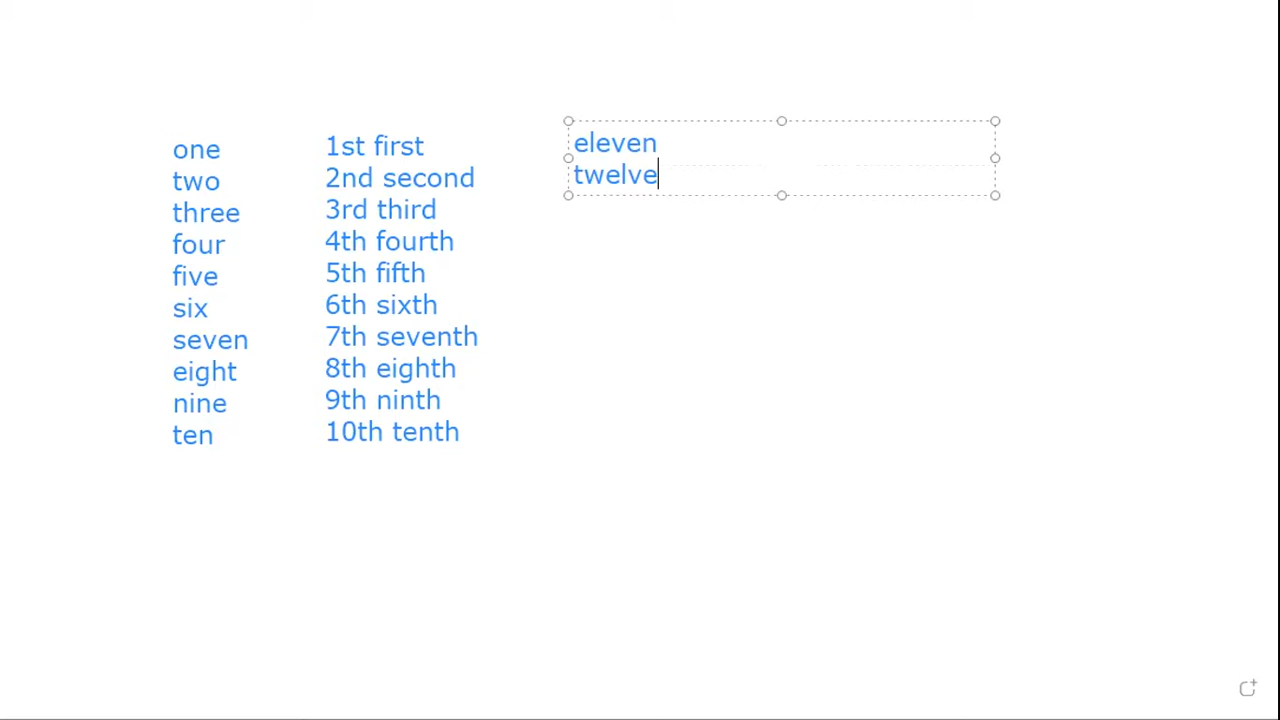 one
two
three
four
five
six
seven
eight
nine
ten
1st first
2nd second
3rd third
4th fourth
5th fifth
6th sixth
7th seventh
8th eighth
9th ninth
10th tenth
eleven
twelve